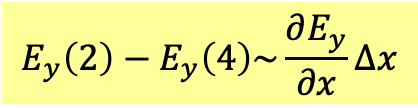 E_y(2) − E_y(4)~ ∂E_y/∂x Δx